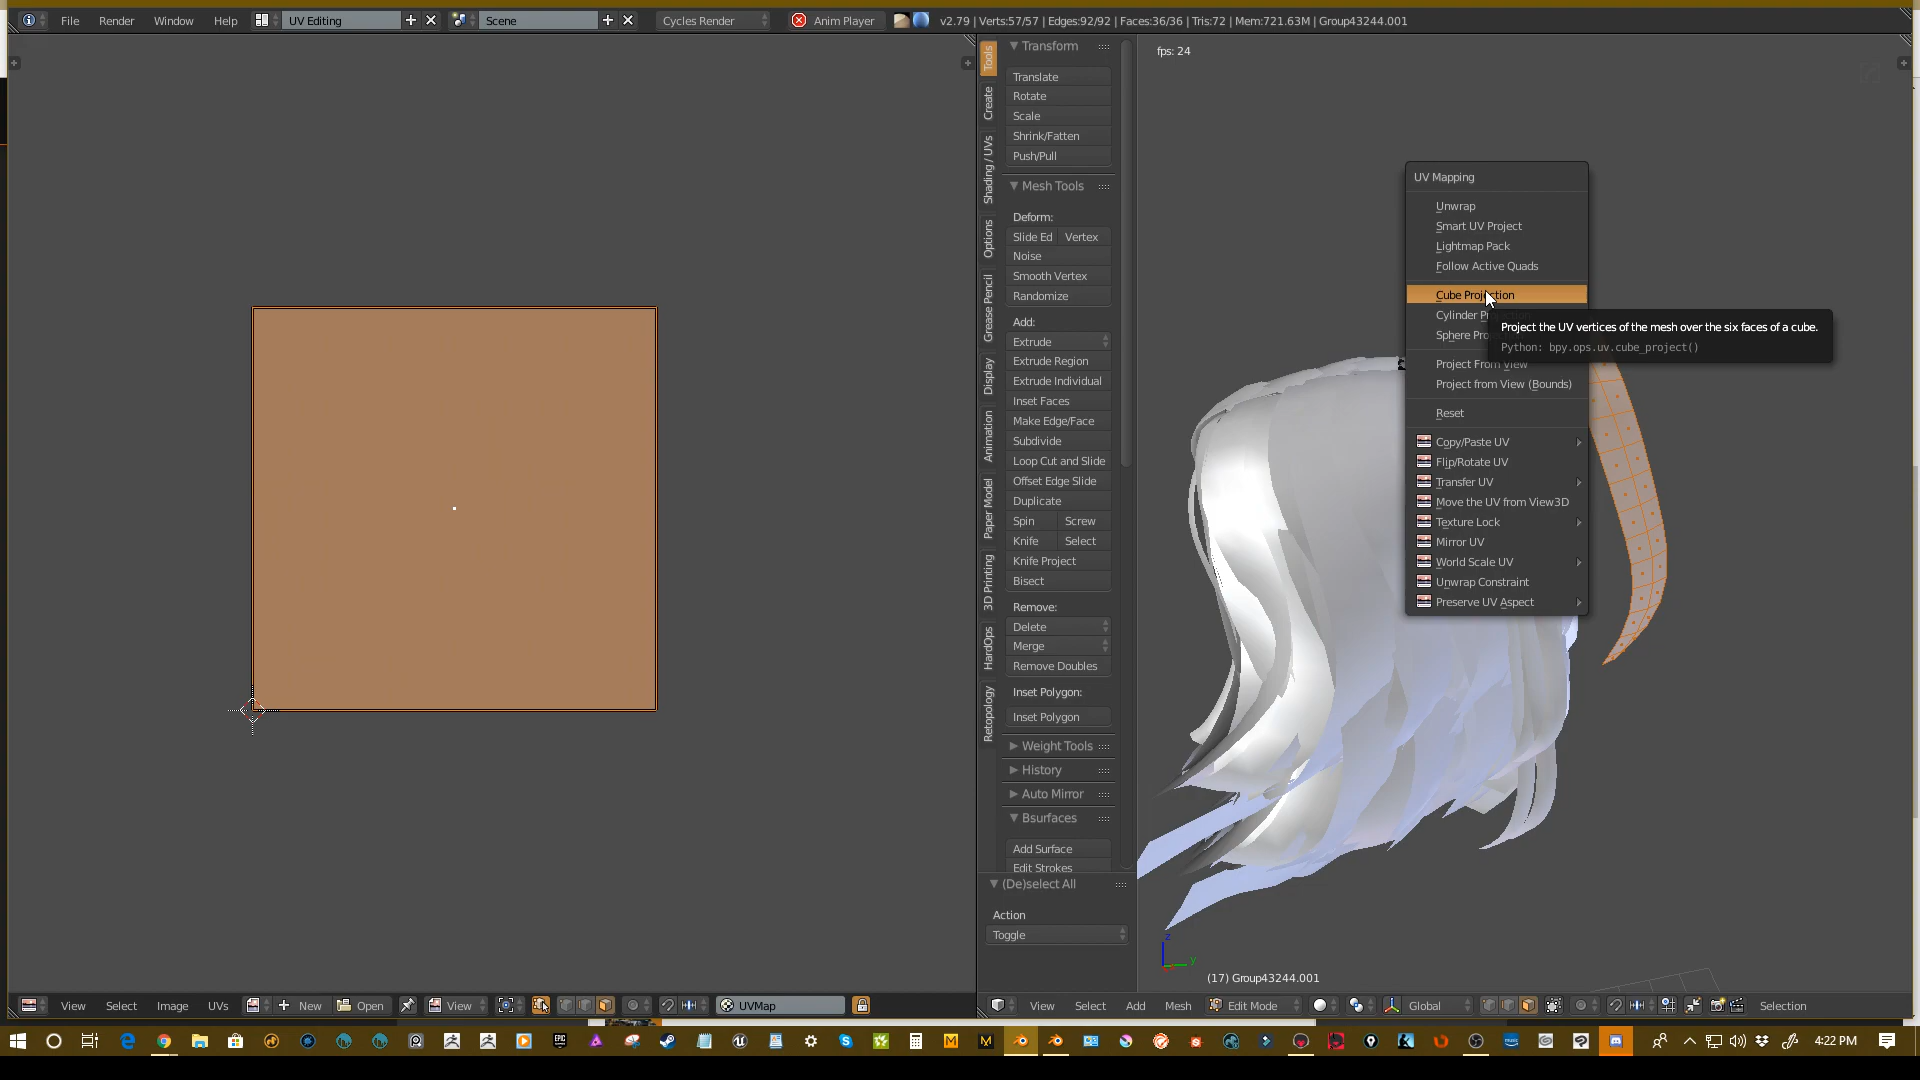 File Render Window Help UV Editing Scene Cycles Render Anim Player v2.79 | Verts:57/57 | Edges:92/92 | Faces:36/36 | Tris:72 | Mem:721.63M | Group43244.001
Tools
Create
Shading / UVs
Options
Grease Pencil
Display
Animation
Paper Model
3D Printing
HardOps
Retopology
Transform
Translate
Rotate
Scale
Shrink/Fatten
Push/Pull
Mesh Tools
Deform:
Slide Ed Vertex
Noise
Smooth Vertex
Randomize
Add:
Extrude
Extrude Region
Extrude Individual
Inset Faces
Make Edge/Face
Subdivide
Loop Cut and Slide
Offset Edge Slide
Duplicate
Spin Screw
Knife Select
Knife Project
Bisect
Remove:
Delete
Merge
Remove Doubles
Inset Polygon:
Inset Polygon
Weight Tools
History
Auto Mirror
Bsurfaces
Add Surface
Edit Strokes
(De)select All
Action
Toggle
fps: 24
UV Mapping
Unwrap
Smart UV Project
Lightmap Pack
Follow Active Quads
Cube Projection
Cylinder
Sphere
Project From View
Project from View (Bounds)
Reset
Copy/Paste UV
Flip/Rotate UV
Transfer UV
Move the UV from View3D
Texture Lock
Mirror UV
World Scale UV
Unwrap Constraint
Preserve UV Aspect
Project the UV vertices of the mesh over the six faces of a cube.
Python: bpy.ops.uv.cube_project()
z
y
(17) Group43244.001
View Select Image UVs New Open View UVMap
View Select Add Mesh Edit Mode Global Selection
EPIC M M 4:22 PM